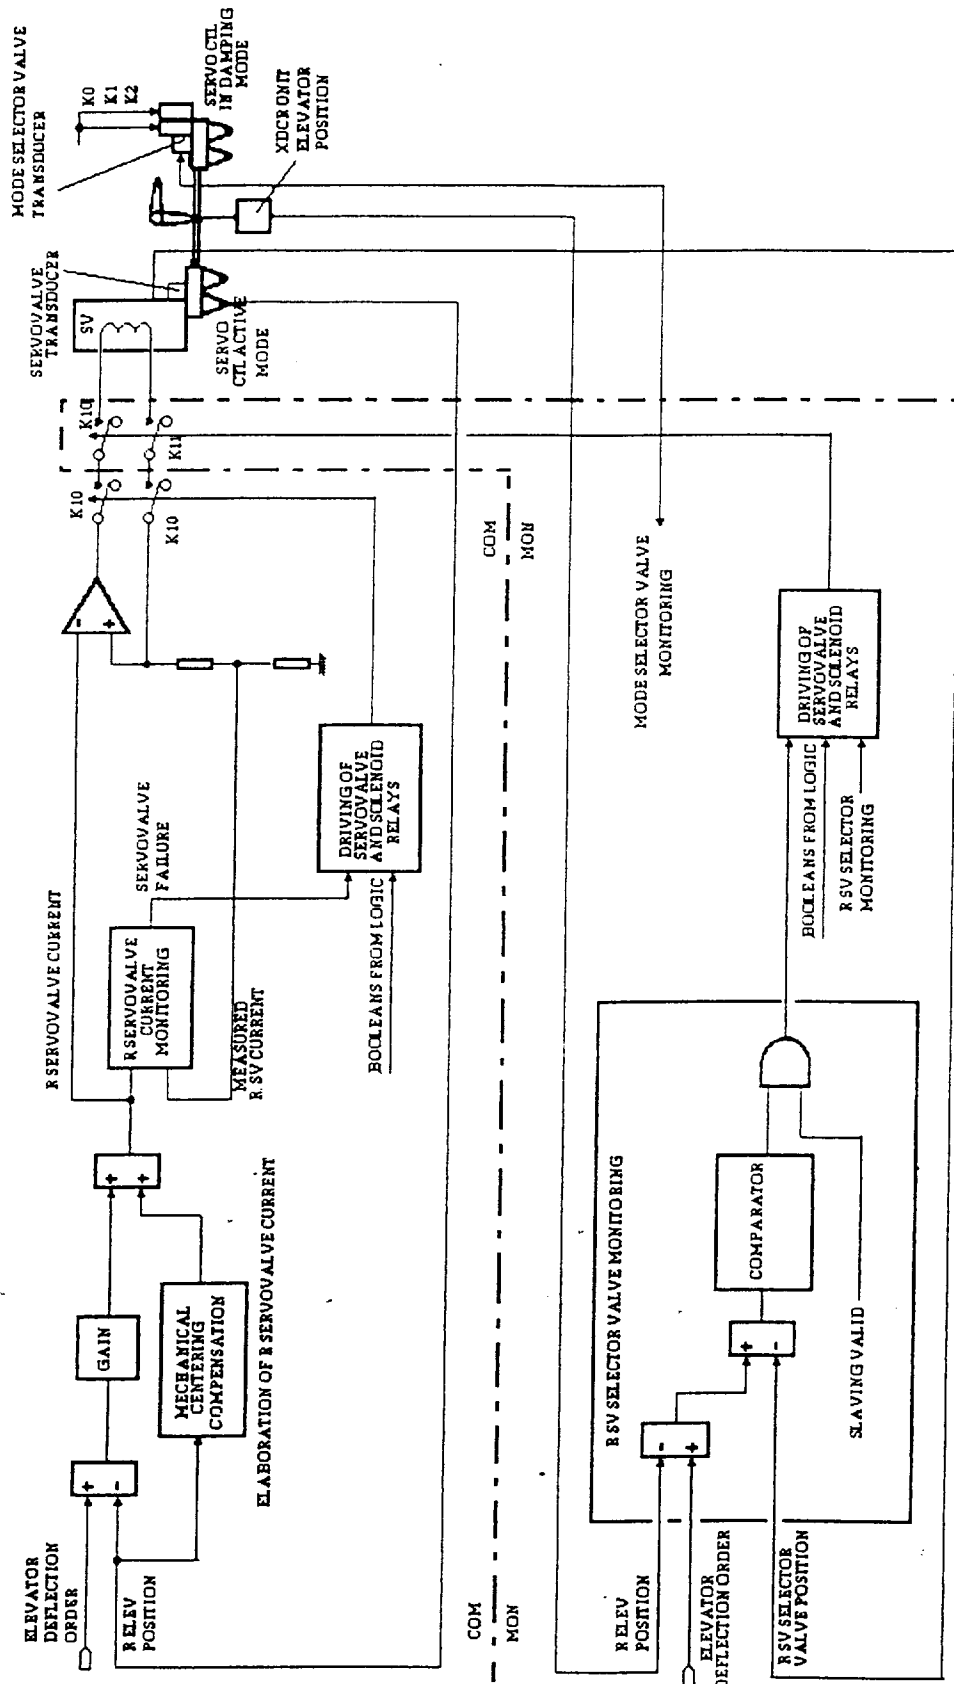 MODE SELECTOR VALVE
TRANSDUCER
K0
K1
K2
SERVO CTL
IN DAMPING
MODE
XDCR UNIT
ELEVATOR
POSITION
SERVOVALVE
TRANSDUCER
SV
SERVO
CTL ACTIVE
MODE
K10
K11
K10
K10
COM
MON
-
+
R SERVOVALVE CURRENT
SERVOVALVE
FAILURE
R SERVOVALVE
CURRENT
MONITORING
MEASURED
R SV CURRENT
DRIVING OF
SERVOVALVE
AND SOLENOID
RELAYS
BOOLEANS FROM LOGIC
+
+
GAIN
MECHANICAL
CENTERING
COMPENSATION
ELABORATION OF R SERVOVALVE CURRENT
+
-
ELEVATOR
DEFLECTION
ORDER
R ELEV
POSITION
COM
MON
MODE SELECTOR VALVE
MONITORING
DRIVING OF
SERVOVALVE
AND SOLENOID
RELAYS
BOOLEANS FROM LOGIC
R SV SELECTOR
MONITORING
R SV SELECTOR VALVE MONITORING
COMPARATOR
+
-
-
+
SLAVING VALID
R ELEV
POSITION
ELEVATOR
DEFLECTION ORDER
R SV SELECTOR
VALVE POSITION